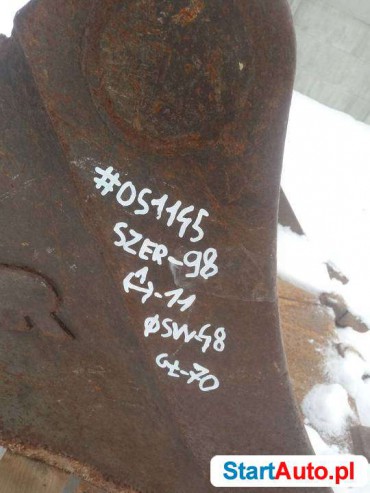 #051145
SZER-98
-11
ØSW-48
GŁ-70
StartAuto.pl